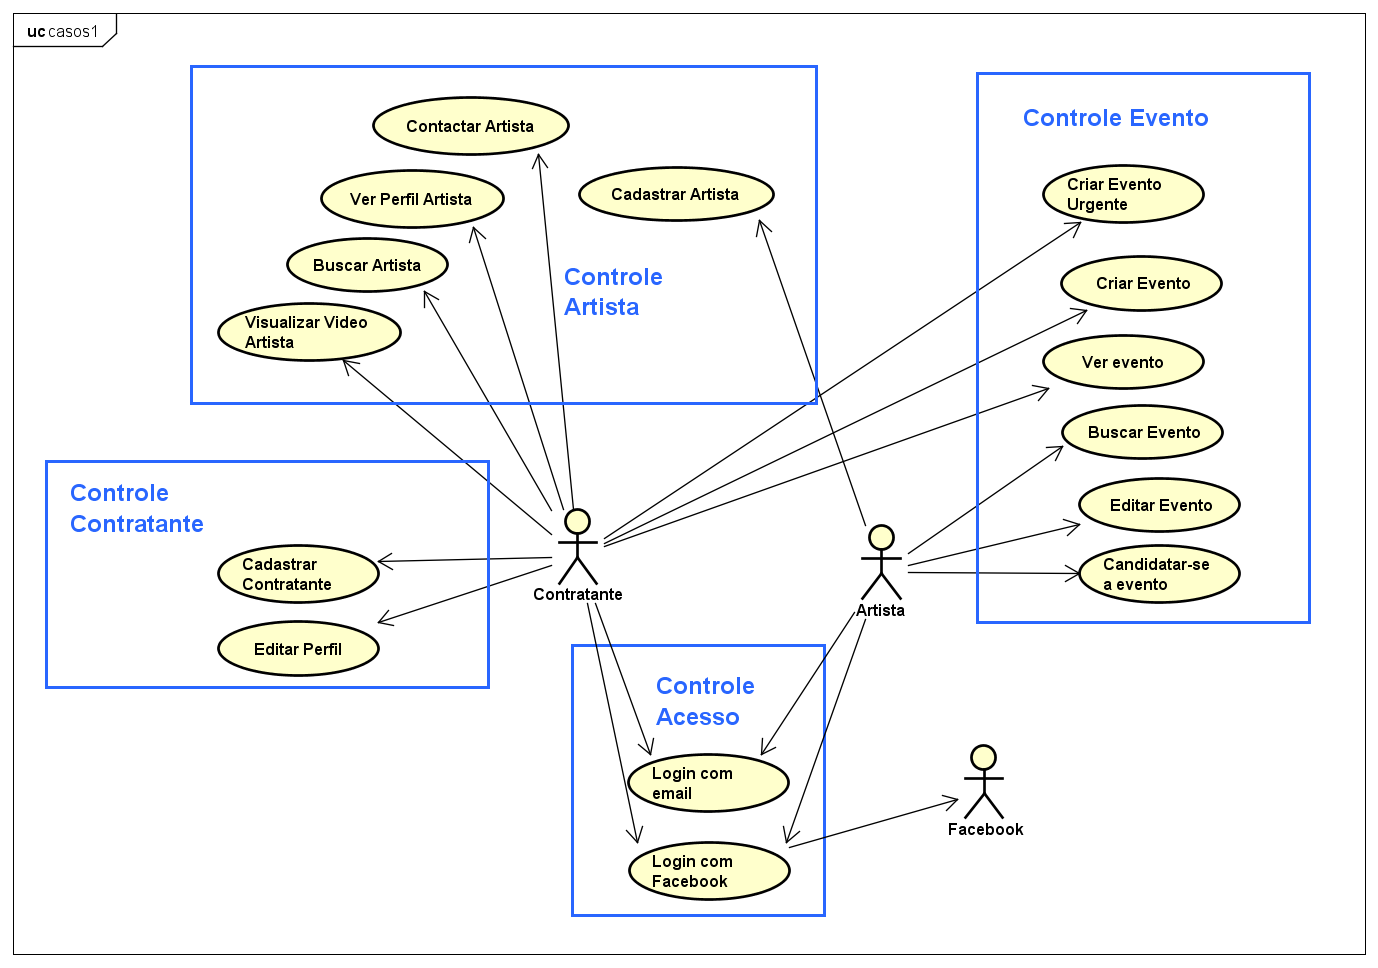 uc casos1
Contactar Artista
Ver Perfil Artista
Cadastrar Artista
Buscar Artista
Visualizar Video
Artista
Controle
Artista
Controle Evento
Criar Evento
Urgente
Criar Evento
Ver evento
Buscar Evento
Editar Evento
Candidatar-se
a evento
Controle
Contratante
Cadastrar
Contratante
Editar Perfil
Contratante
Artista
Controle
Acesso
Login com
email
Login com
Facebook
Facebook